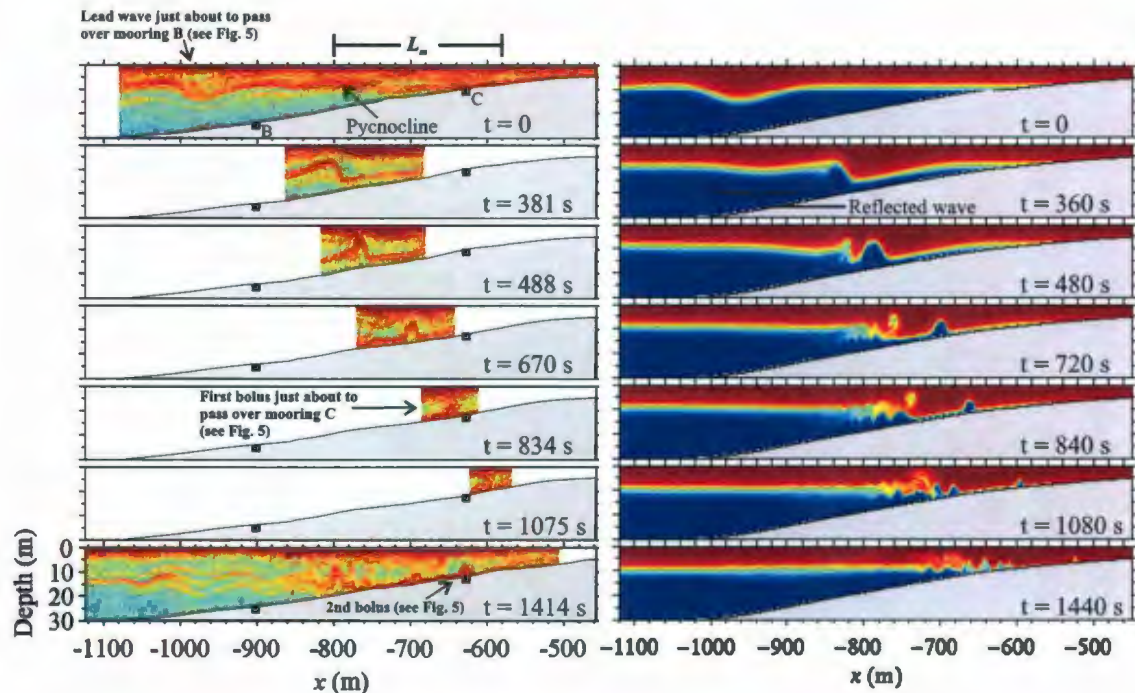 Lead wave just about to pass
over mooring B (see Fig. 5)
Lm
B
C
Pycnocline
t = 0
t = 0
t = 381 s
t = 360 s
Reflected wave
t = 488 s
t = 480 s
t = 670 s
t = 720 s
First bolus just about to
pass over mooring C
(see Fig. 5)
t = 834 s
t = 840 s
t = 1075 s
t = 1080 s
Depth (m)
0
10
20
30
2nd bolus (see Fig. 5)
t = 1414 s
t = 1440 s
-1100 -1000 -900 -800 -700 -600 -500
x (m)
-1100 -1000 -900 -800 -700 -600 -500
x (m)